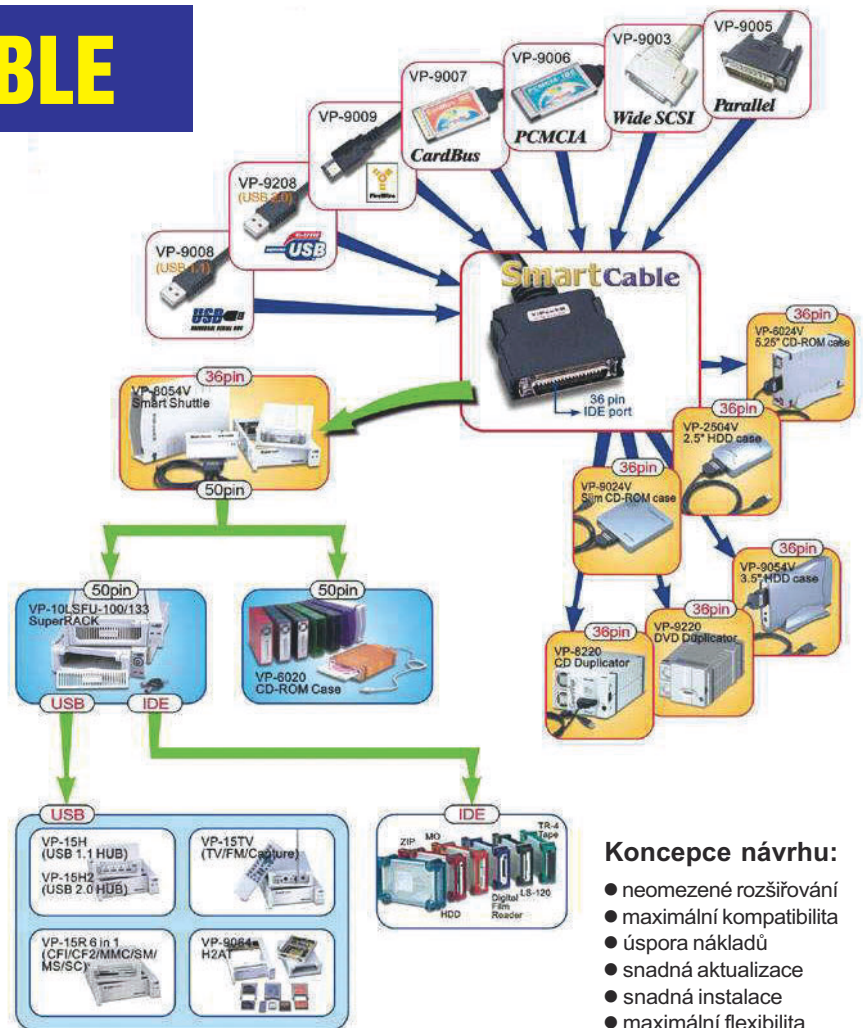 BLE
VP-9005
Parallel
VP-9003
Wide SCSI
VP-9006
PCMCIA
VP-9007
CardBus
VP-9009
FireWire
VP-9208
(USB 2.0)
USB
VP-9008
(USB 1.1)
USB
SmartCable
36 pin
IDE port
36pin
VP-6024V
5.25" CD-ROM case
36pin
VP-2504V
2.5" HDD case
36pin
VP-9024V
Slim CD-ROM case
36pin
VP-9054V
3.5" HDD case
36pin
VP-9220
DVD Duplicator
36pin
VP-8220
CD Duplicator
36pin
VP-8054V
Smart Shuttle
50pin
50pin
VP-10LSFU-100/133
SuperRACK
USB
IDE
50pin
VP-6020
CD-ROM Case
USB
VP-15H
(USB 1.1 HUB)
VP-15H2
(USB 2.0 HUB)
VP-15TV
(TV/FM/Capture)
VP-15R 6 in 1
(CFI/CF2/MMC/SM/
MS/SC)
VP-9064
H2AT
IDE
ZIP
MO
TR-4
Tape
HDD
Digital
Film
Reader
LS-120
Koncepce návrhu:
● neomezené rozšiřování
● maximální kompatibilita
● úspora nákladů
● snadná aktualizace
● snadná instalace
● maximální flexibilita